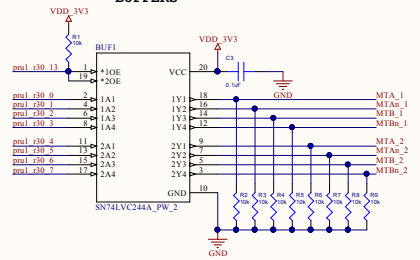 BUFFERS
VDD_3V3
R1
10k
BUF1
VDD_3V3
C3
0.1uF
GND
pru1_r30_13
1
*1OE
19
*2OE
VCC
20
pru1_r30_0
2
1A1
1Y1
18
MTA_1
pru1_r30_1
4
1A2
1Y2
16
MTAn_1
pru1_r30_2
6
1A3
1Y3
14
MTB_1
pru1_r30_3
8
1A4
1Y4
12
MTBn_1
pru1_r30_4
11
2A1
2Y1
9
MTA_2
pru1_r30_5
13
2A2
2Y2
7
MTAn_2
pru1_r30_6
15
2A3
2Y3
5
MTB_2
pru1_r30_7
17
2A4
2Y4
3
MTBn_2
GND
10
SN74LVC244A_PW_2
R2 R3 R4 R5 R6 R7 R8 R9
10k 10k 10k 10k 10k 10k 10k 10k
GND